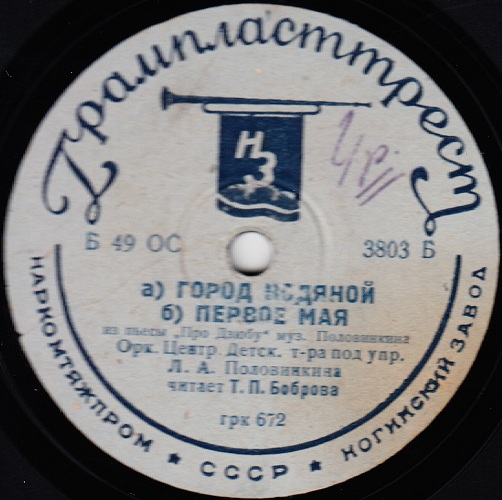 Грампласттрест
НЗ
Б 49 ОС
3803 Б
а) ГОРОД ВОДЯНОЙ
б) ПЕРВОЕ МАЯ
из пьесы „Про Дзюбу" муз. Половинкина
Орк. Центр. Детск. т-ра под упр.
Л. А. Половинкина
читает Т. П. Боброва
грк 672
НАРКОМТЯЖПРОМ ★ СССР ★ НОГИНСКИЙ ЗАВОД